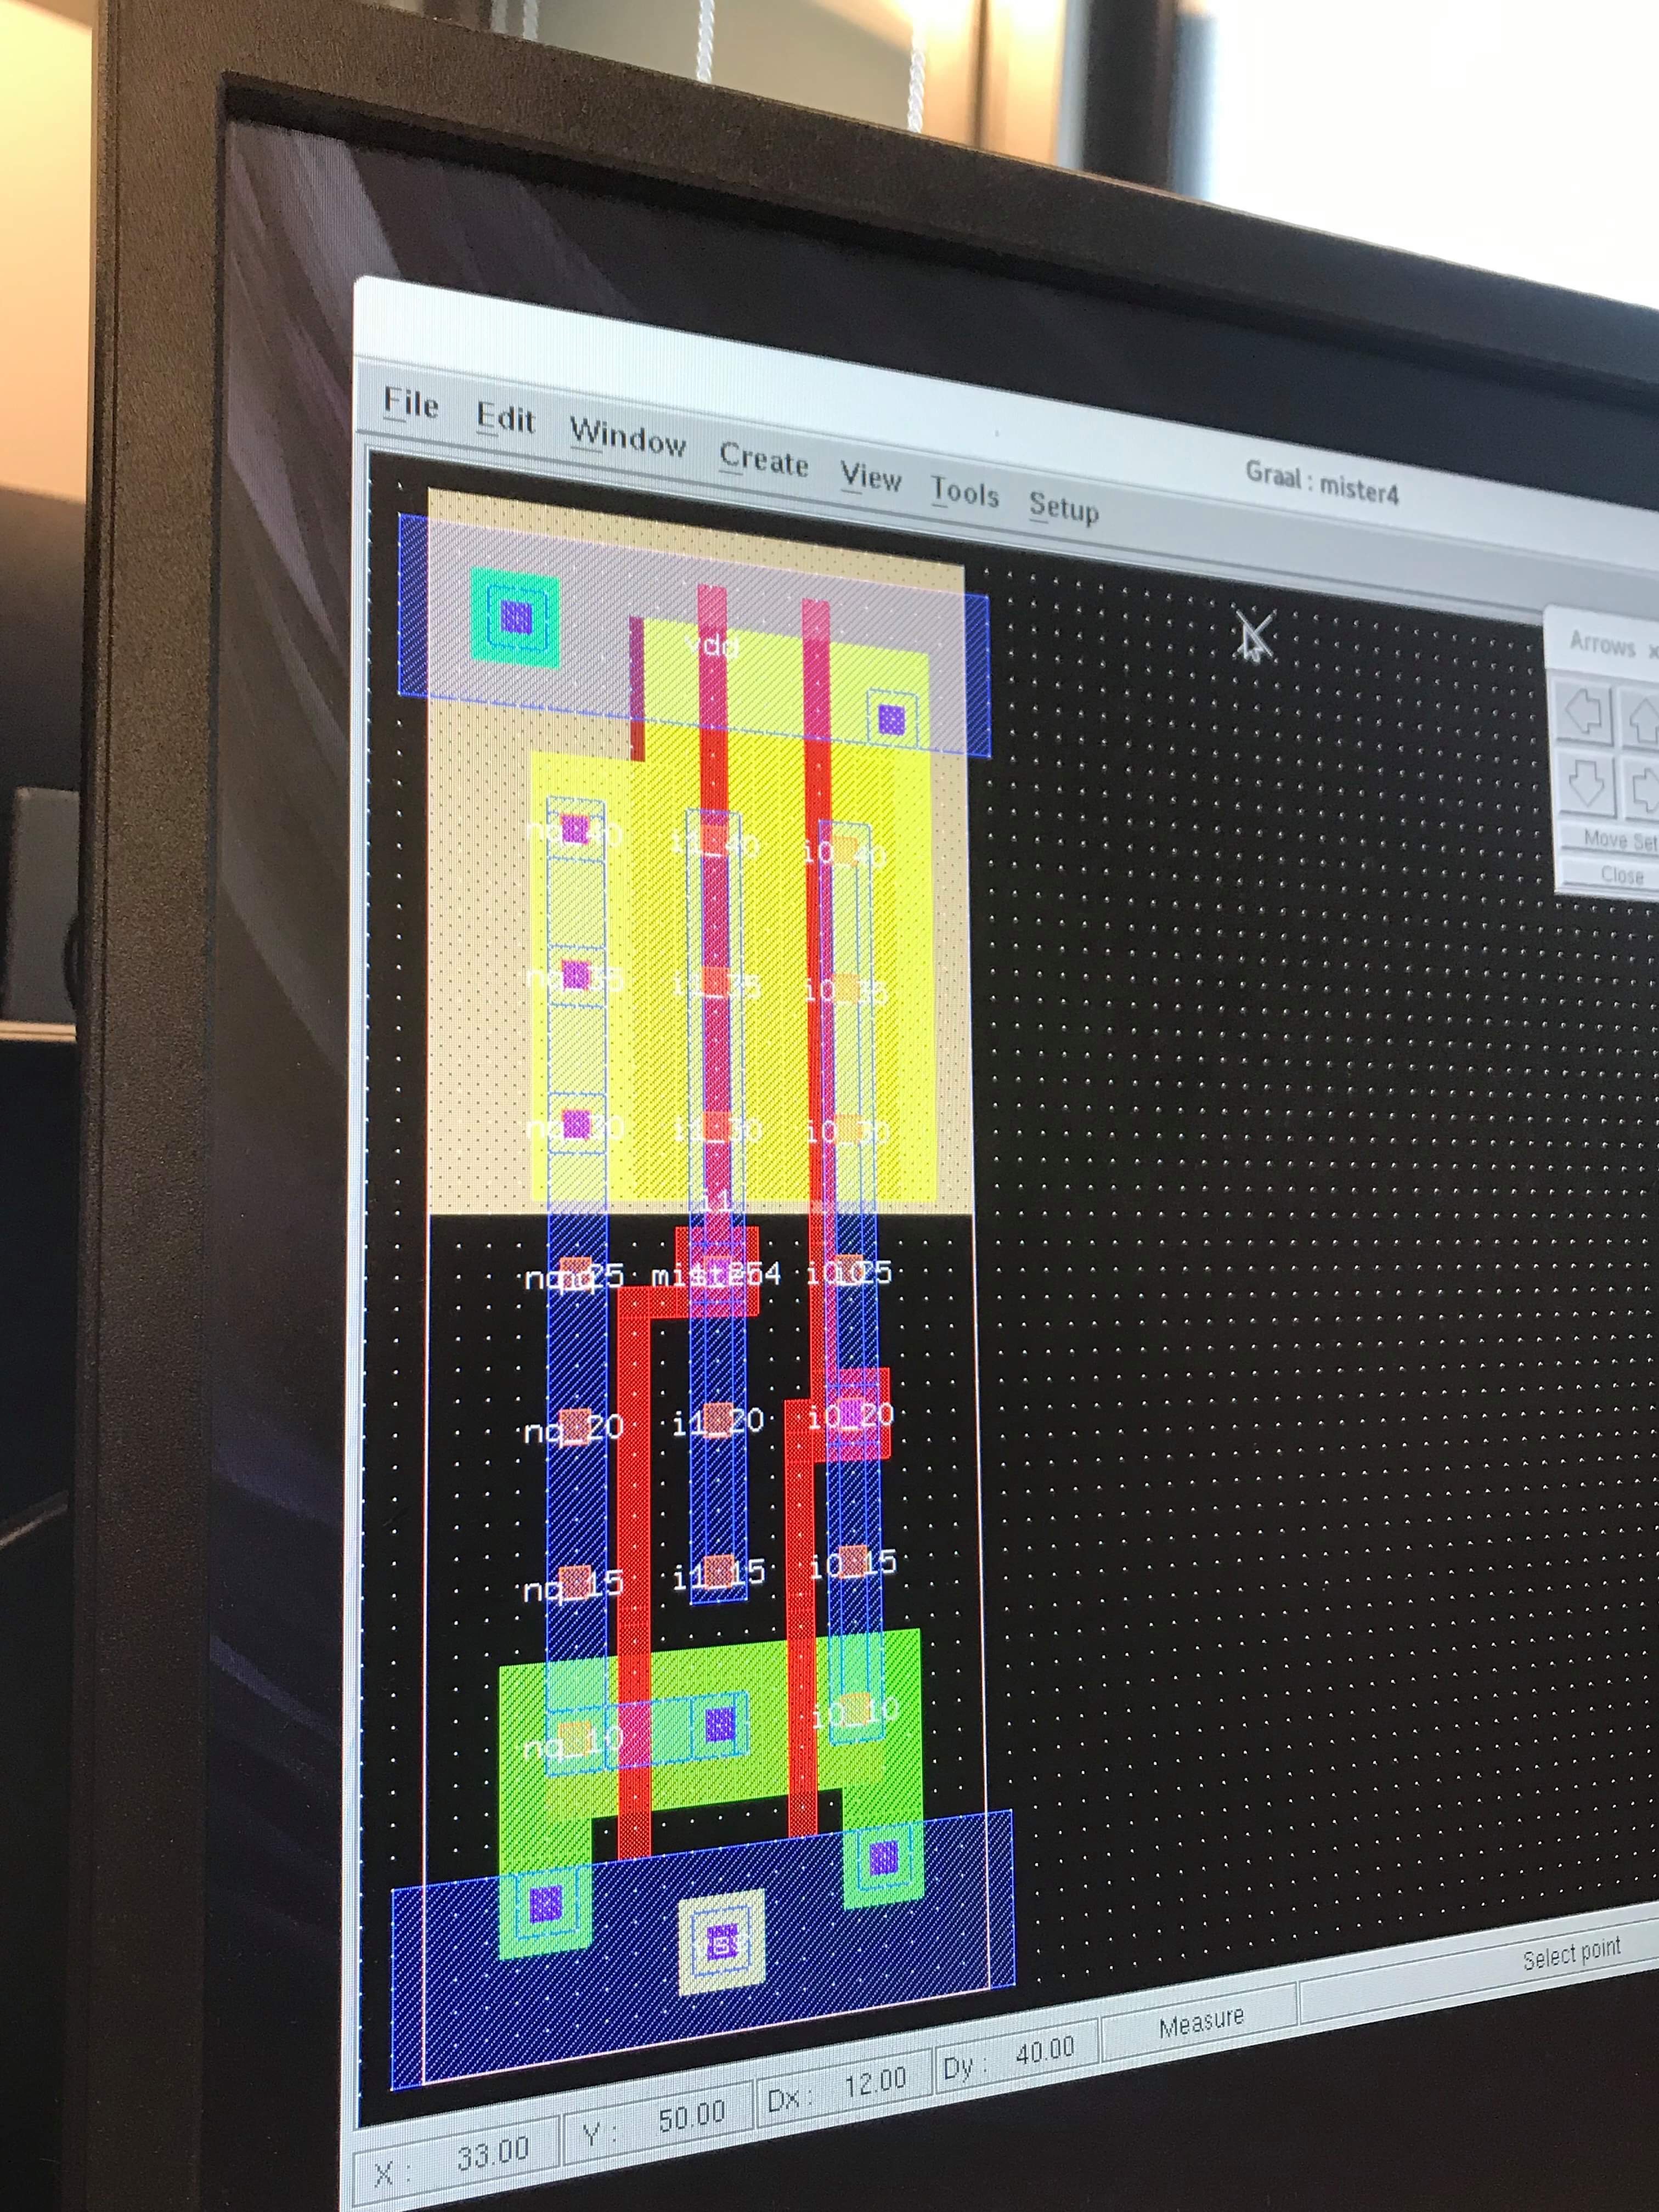 Graal : mister4
File Edit Window Create View Tools Setup
Arrows x
Move Set
Close
vdd
i1_40 i0_40
i1_35 i0_35
i1_30 i0_30
i1
mister4
nq_20 i1_20 i0_20
nq_15 i1_15 i0_15
nq_10 i0_10
X : 33.00 Y : 50.00 Dx : 12.00 Dy : 40.00 Measure Select point